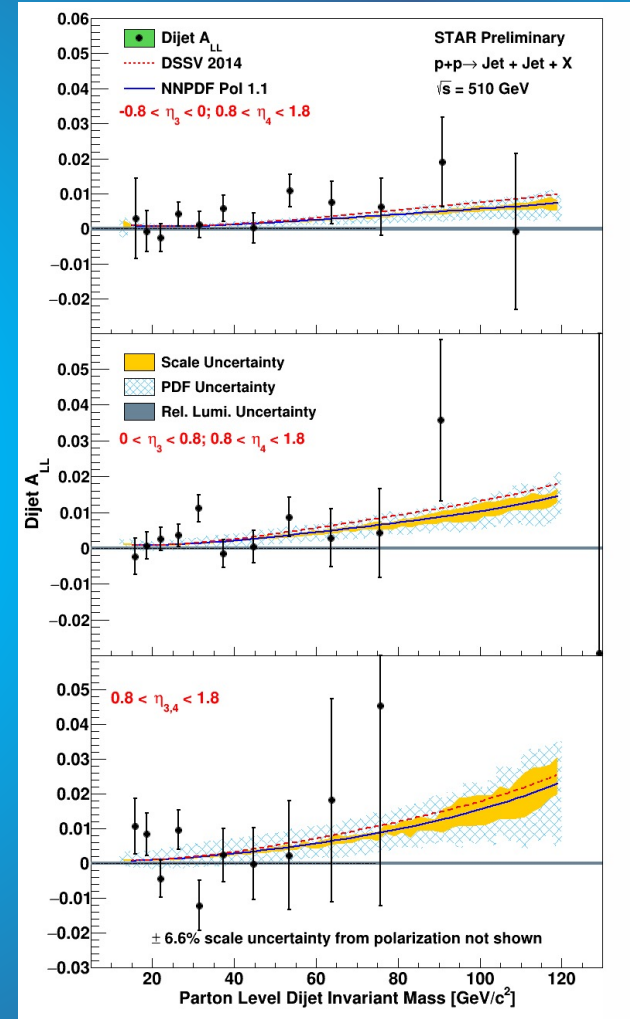 0.06
0.05
0.04
0.03
0.02
0.01
0
−0.01
−0.02
Dijet A_LL
DSSV 2014
NNPDF Pol 1.1
-0.8 < η_3 < 0; 0.8 < η_4 < 1.8
STAR Preliminary
p+p→ Jet + Jet + X
√s = 510 GeV
0.05
0.04
0.03
0.02
0.01
0
−0.01
−0.02
Scale Uncertainty
PDF Uncertainty
Rel. Lumi. Uncertainty
0 < η_3 < 0.8; 0.8 < η_4 < 1.8
Dijet A_LL
0.05
0.04
0.03
0.02
0.01
0
−0.01
−0.02
−0.03
0.8 < η_3,4 < 1.8
± 6.6% scale uncertainty from polarization not shown
20 40 60 80 100 120
Parton Level Dijet Invariant Mass [GeV/c²]